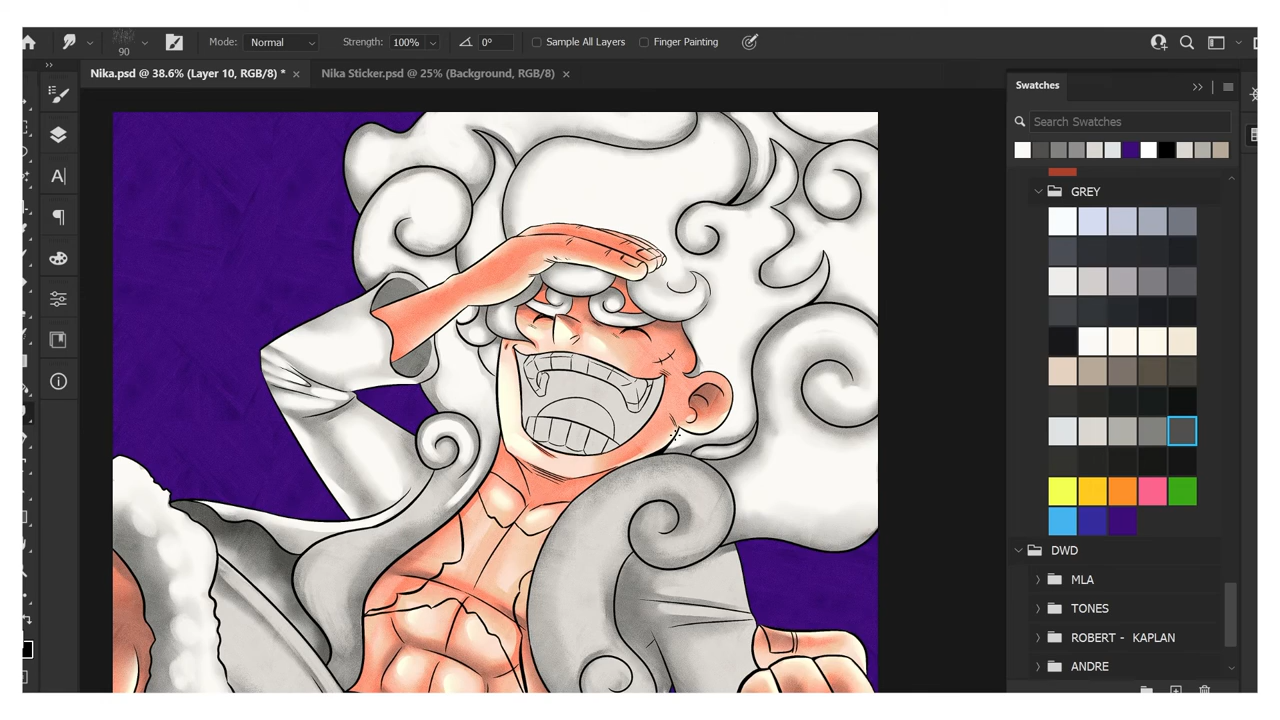 90
Mode: Normal
Strength: 100%
0°
Sample All Layers
Finger Painting
Nika.psd @ 38.6% (Layer 10, RGB/8) *
Nika Sticker.psd @ 25% (Background, RGB/8)
Swatches
Search Swatches
GREY
DWD
MLA
TONES
ROBERT - KAPLAN
ANDRE